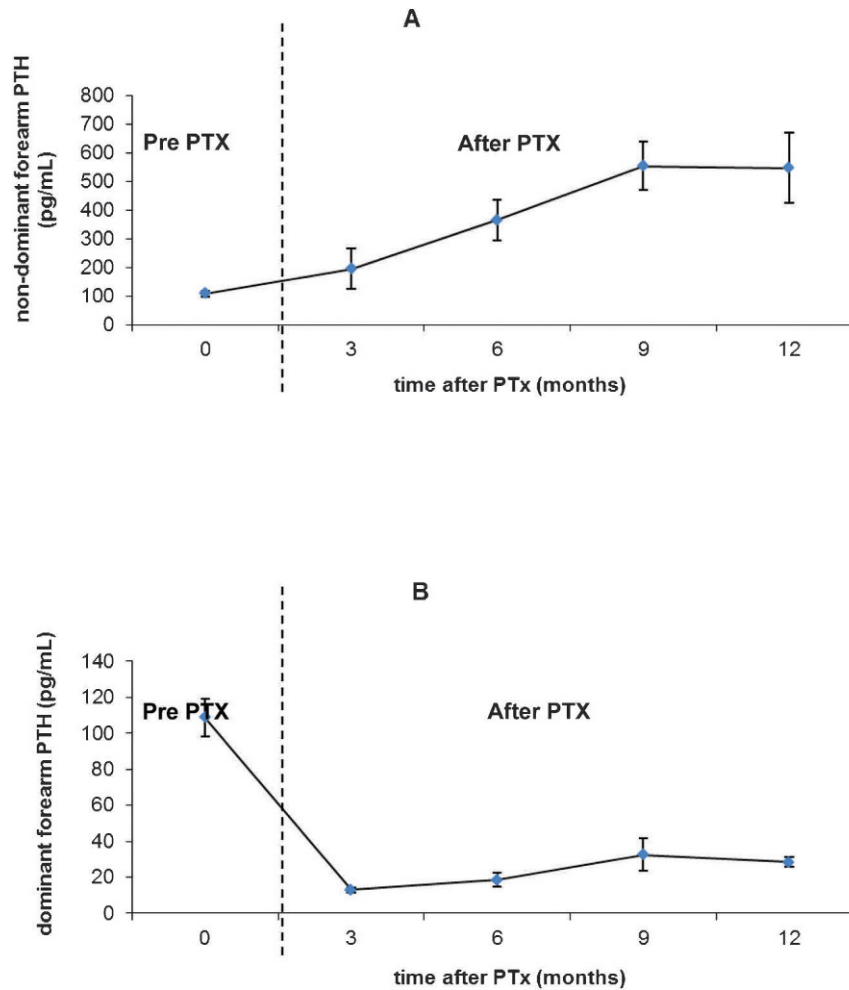 A
non-dominant forearm PTH
(pg/mL)
800
700
600
500
400
300
200
100
0
Pre PTX
After PTX
0 3 6 9 12
time after PTx (months)
B
dominant forearm PTH (pg/mL)
140
120
100
80
60
40
20
0
Pre PTX
After PTX
0 3 6 9 12
time after PTx (months)